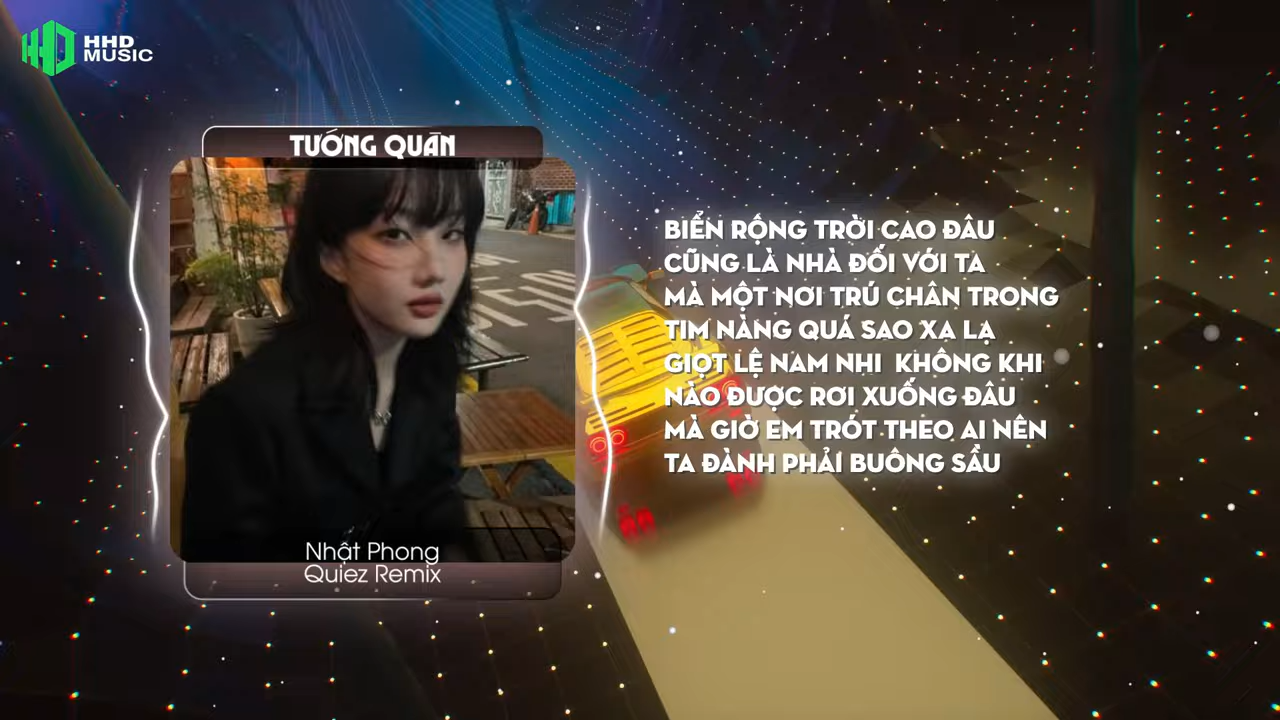 HHD
MUSIC
TƯỚNG QUÂN
BIỂN RỘNG TRỜI CAO ĐÂU
CŨNG LÀ NHÀ ĐỐI VỚI TA
MÀ MỘT NƠI TRÚ CHÂN TRONG
TIM NÀNG QUÁ SAO XA LẠ
GIỌT LỆ NAM NHI KHÔNG KHI
NÀO ĐƯỢC RƠI XUỐNG ĐÂU
MÀ GIỜ EM TRÓT THEO AI NÊN
TA ĐÀNH PHẢI BUÔNG SẦU
Nhật Phong
Quiez Remix